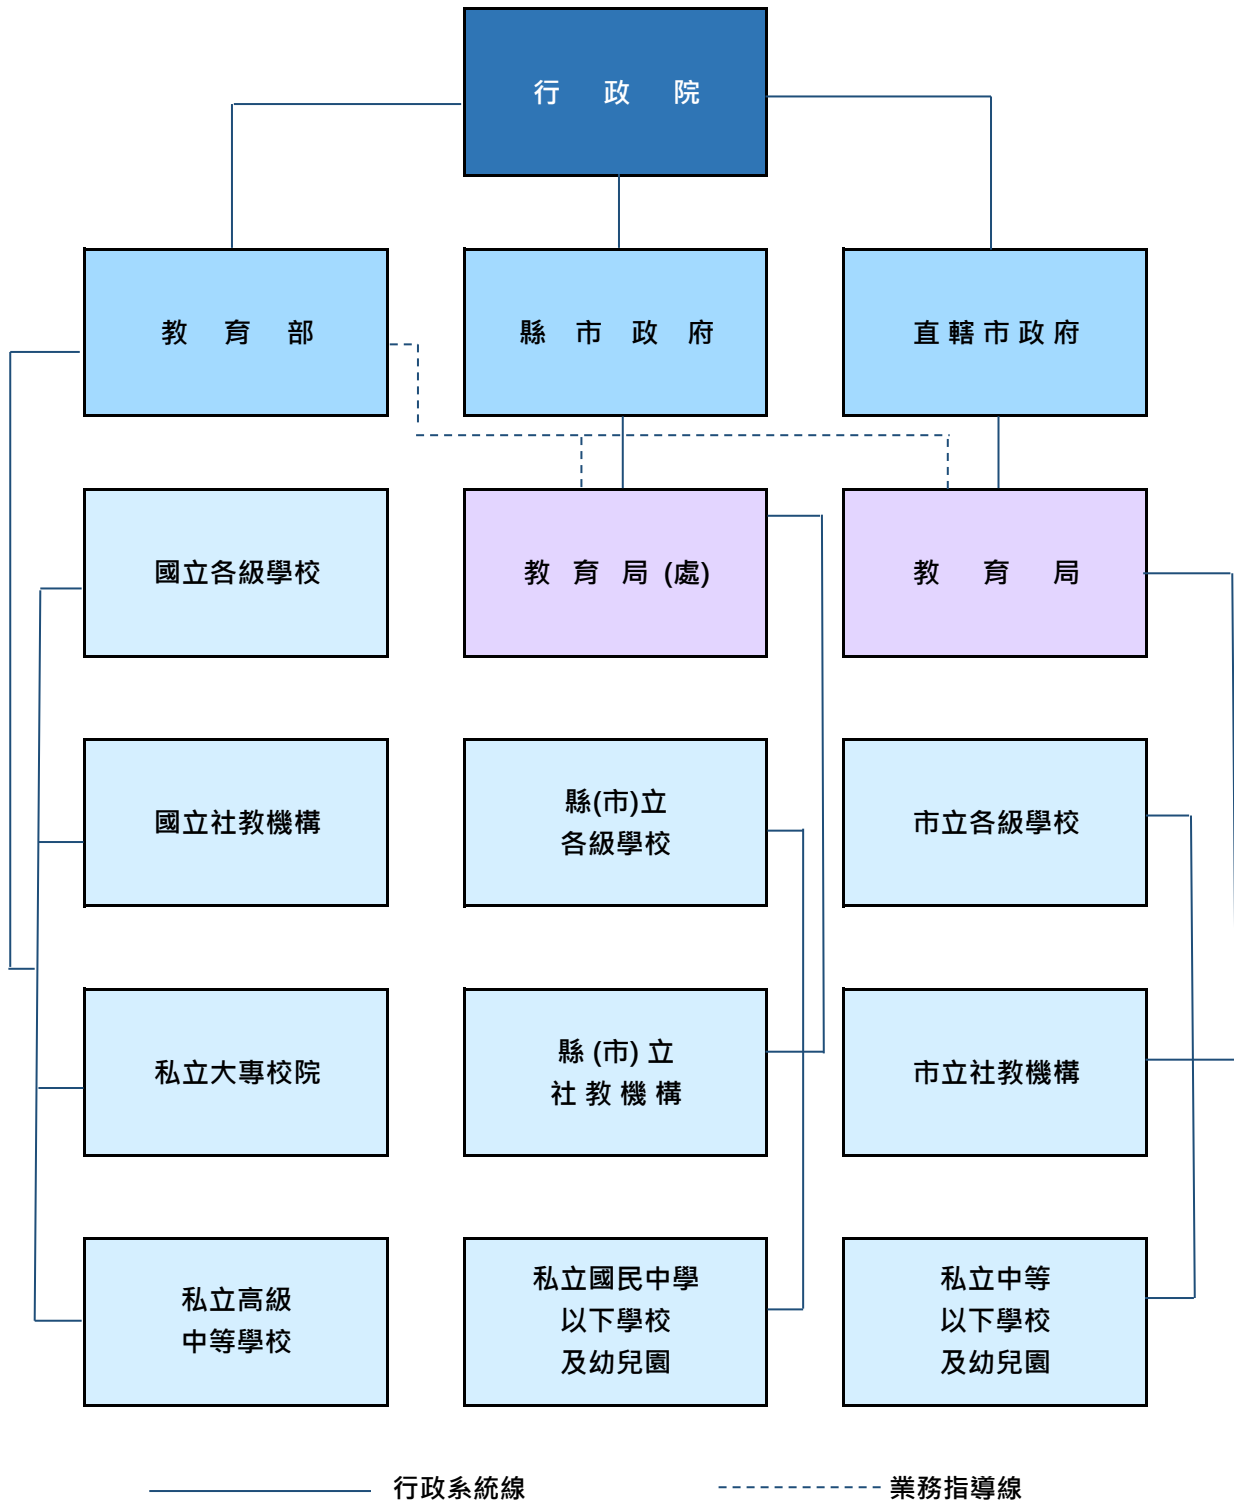 行政院
教育部
縣市政府
直轄市政府
國立各級學校
教育局(處)
教育局
國立社教機構
縣(市)立
各級學校
市立各級學校
私立大專校院
縣(市)立
社教機構
市立社教機構
私立高級
中等學校
私立國民中學
以下學校
及幼兒園
私立中等
以下學校
及幼兒園
行政系統線
業務指導線